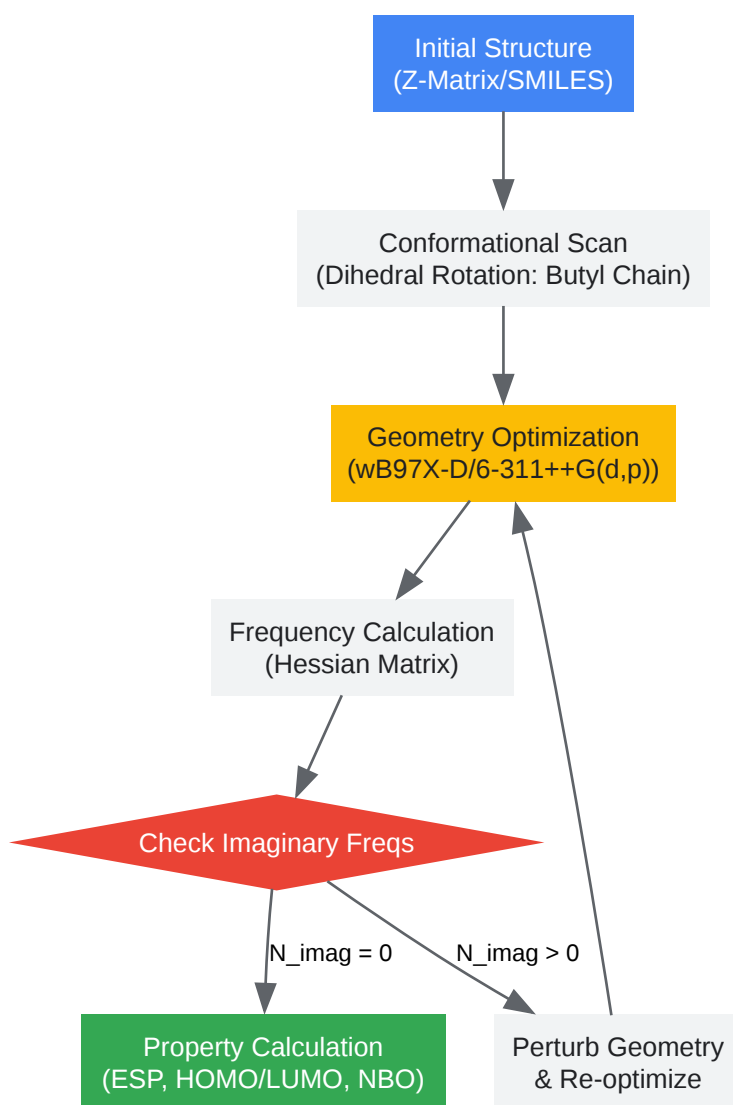 Initial Structure
(Z-Matrix/SMILES)
Conformational Scan
(Dihedral Rotation: Butyl Chain)
Geometry Optimization
(wB97X-D/6-311++G(d,p))
Frequency Calculation
(Hessian Matrix)
Check Imaginary Freqs
N_imag = 0
N_imag > 0
Property Calculation
(ESP, HOMO/LUMO, NBO)
Perturb Geometry
& Re-optimize